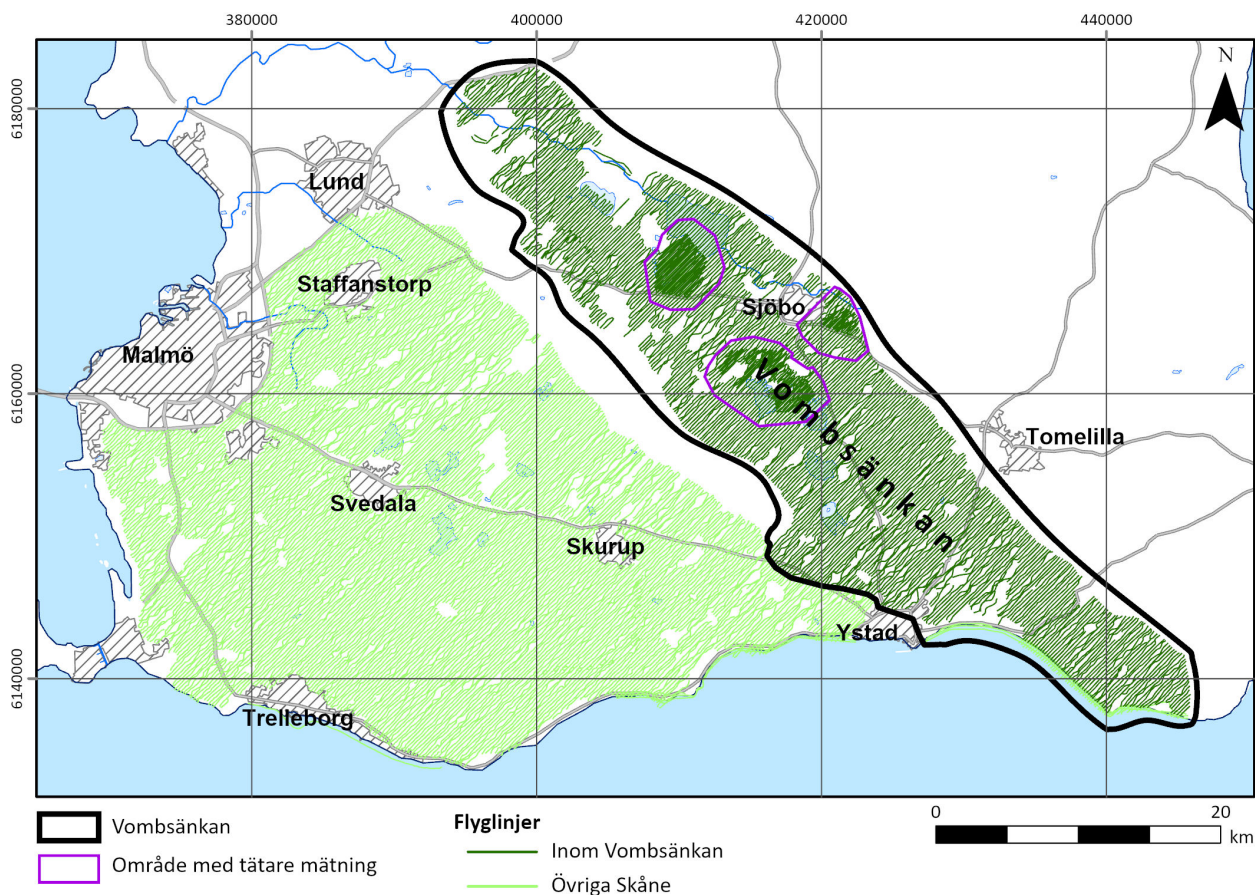 380000 400000 420000 440000
N
6180000
Lund
Staffanstorp
Sjöbo
Malmö
6160000
Vombsänkan
Tomelilla
Svedala
Skurup
Ystad
6140000
Trelleborg
Vombsänkan
Område med tätare mätning
Flyglinjer
Inom Vombsänkan
Övriga Skåne
0 20
km